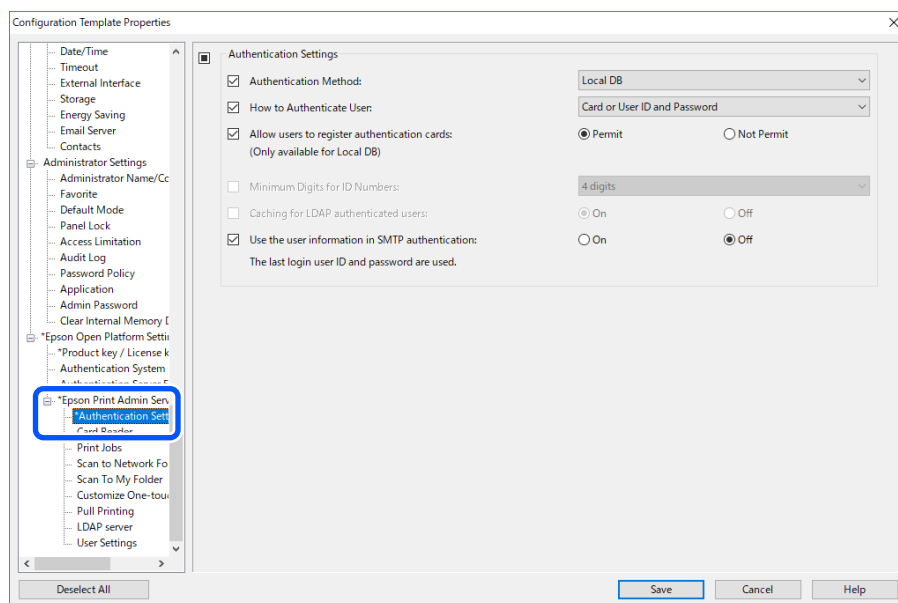 Configuration Template Properties
Date/Time
Timeout
External Interface
Storage
Energy Saving
Email Server
Contacts
Administrator Settings
Administrator Name/Co
Favorite
Default Mode
Panel Lock
Access Limitation
Audit Log
Password Policy
Application
Admin Password
Clear Internal Memory D
*Epson Open Platform Settin
*Product key / License k
Authentication System
Authentication Server
*Epson Print Admin Serv
*Authentication Sett
Card Reader
Print Jobs
Scan to Network Fo
Scan To My Folder
Customize One-tou
Pull Printing
LDAP server
User Settings
Authentication Settings
Authentication Method: Local DB
How to Authenticate User: Card or User ID and Password
Allow users to register authentication cards: Permit Not Permit
(Only available for Local DB)
Minimum Digits for ID Numbers: 4 digits
Caching for LDAP authenticated users: On Off
Use the user information in SMTP authentication: On Off
The last login user ID and password are used.
Deselect All Save Cancel Help